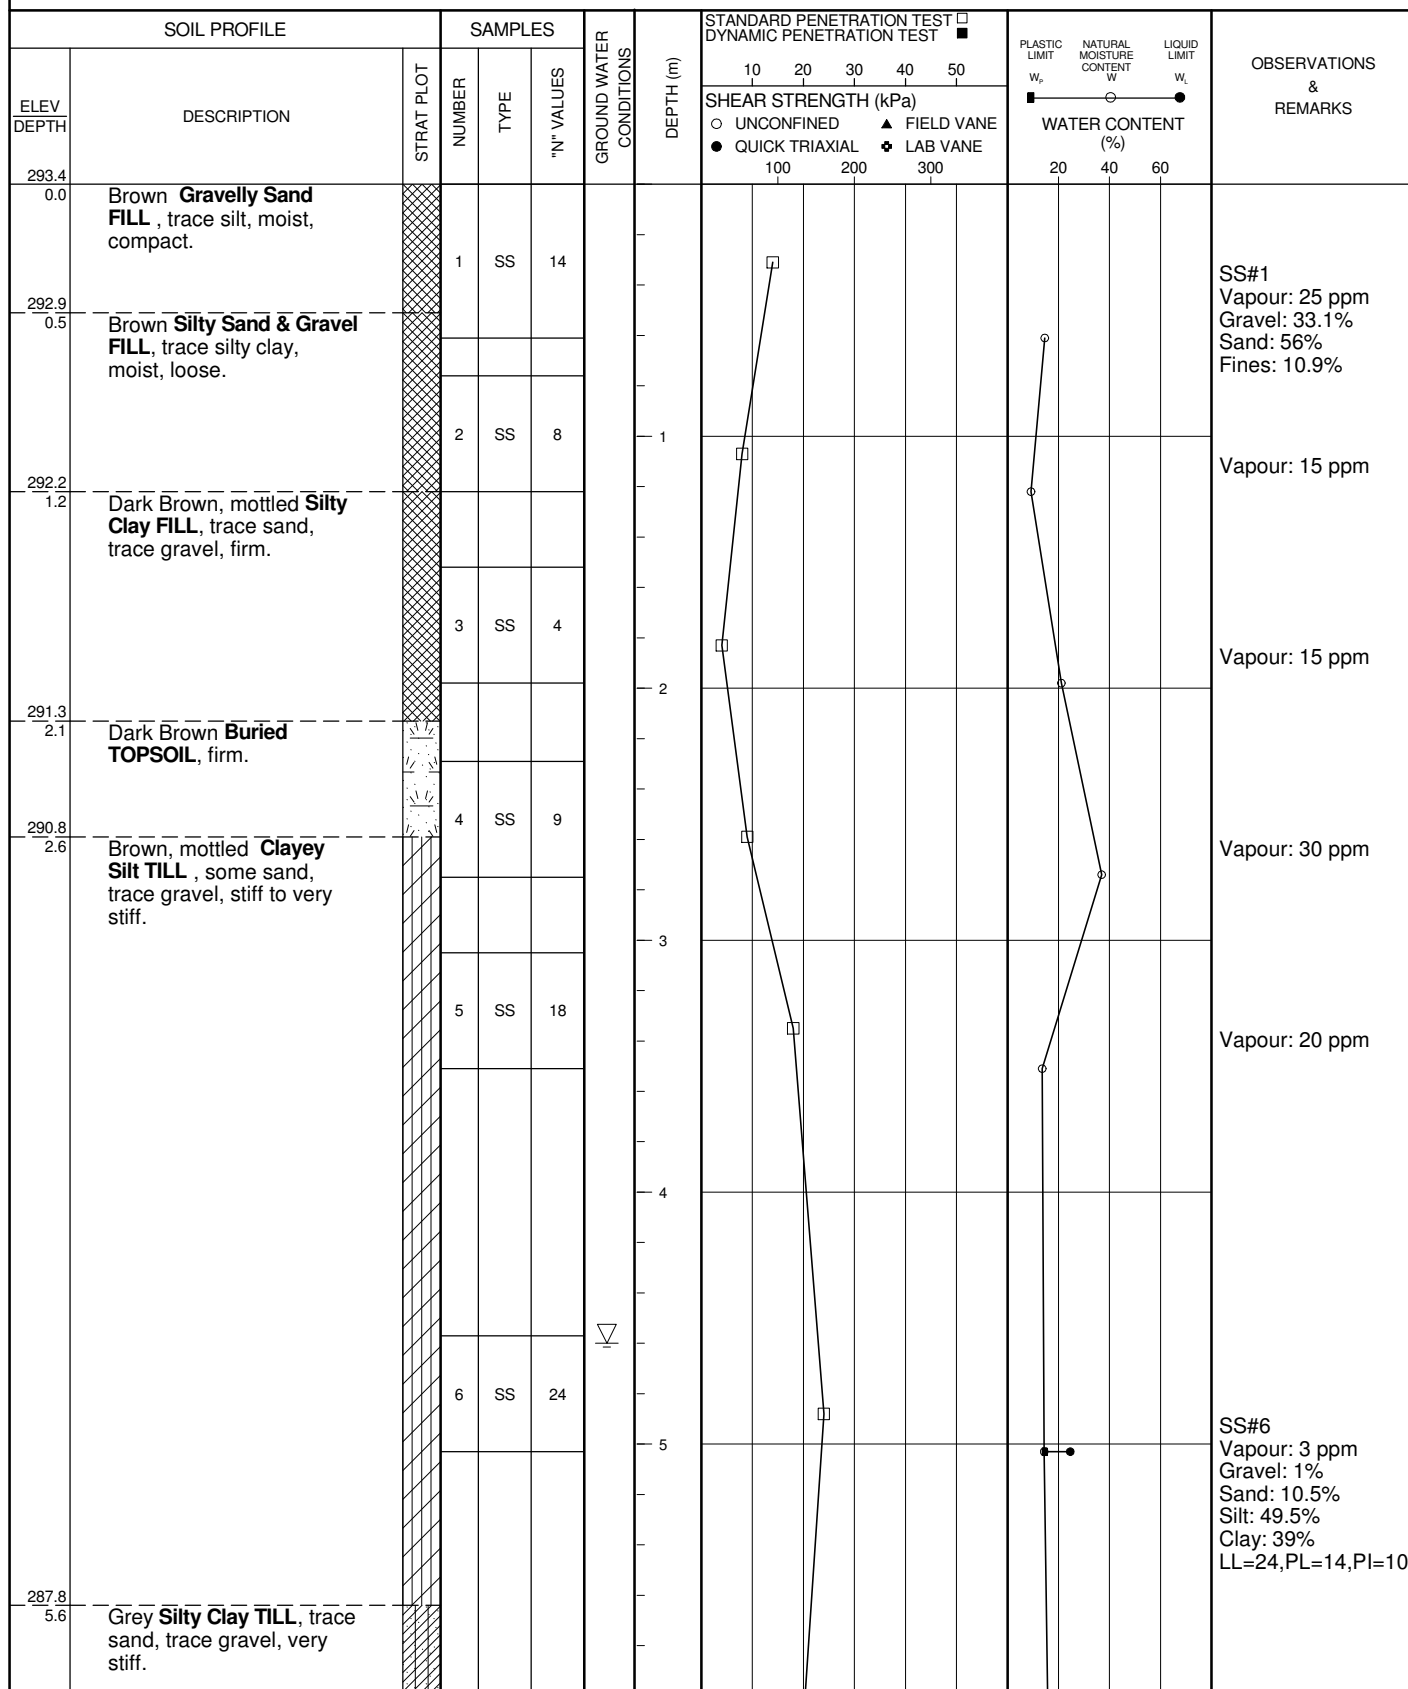 SOIL PROFILE
SAMPLES
ELEV
DEPTH
DESCRIPTION
STRAT PLOT
NUMBER
TYPE
"N" VALUES
GROUND WATER
CONDITIONS
DEPTH (m)
STANDARD PENETRATION TEST
DYNAMIC PENETRATION TEST
10 20 30 40 50
SHEAR STRENGTH (kPa)
UNCONFINED FIELD VANE
QUICK TRIAXIAL LAB VANE
100 200 300
PLASTIC LIMIT
NATURAL MOISTURE CONTENT
LIQUID LIMIT
WP W WL
WATER CONTENT
(%)
20 40 60
OBSERVATIONS
&
REMARKS
293.4
0.0
Brown Gravelly Sand
FILL , trace silt, moist,
compact.
1 SS 14
SS#1
Vapour: 25 ppm
Gravel: 33.1%
Sand: 56%
Fines: 10.9%
292.9
0.5
Brown Silty Sand & Gravel
FILL, trace silty clay,
moist, loose.
2 SS 8
1
Vapour: 15 ppm
292.2
1.2
Dark Brown, mottled Silty
Clay FILL, trace sand,
trace gravel, firm.
3 SS 4
Vapour: 15 ppm
2
291.3
2.1
Dark Brown Buried
TOPSOIL, firm.
4 SS 9
290.8
2.6
Brown, mottled Clayey
Silt TILL , some sand,
trace gravel, stiff to very
stiff.
Vapour: 30 ppm
3
5 SS 18
Vapour: 20 ppm
4
6 SS 24
5
SS#6
Vapour: 3 ppm
Gravel: 1%
Sand: 10.5%
Silt: 49.5%
Clay: 39%
LL=24,PL=14,PI=10
287.8
5.6
Grey Silty Clay TILL, trace
sand, trace gravel, very
stiff.